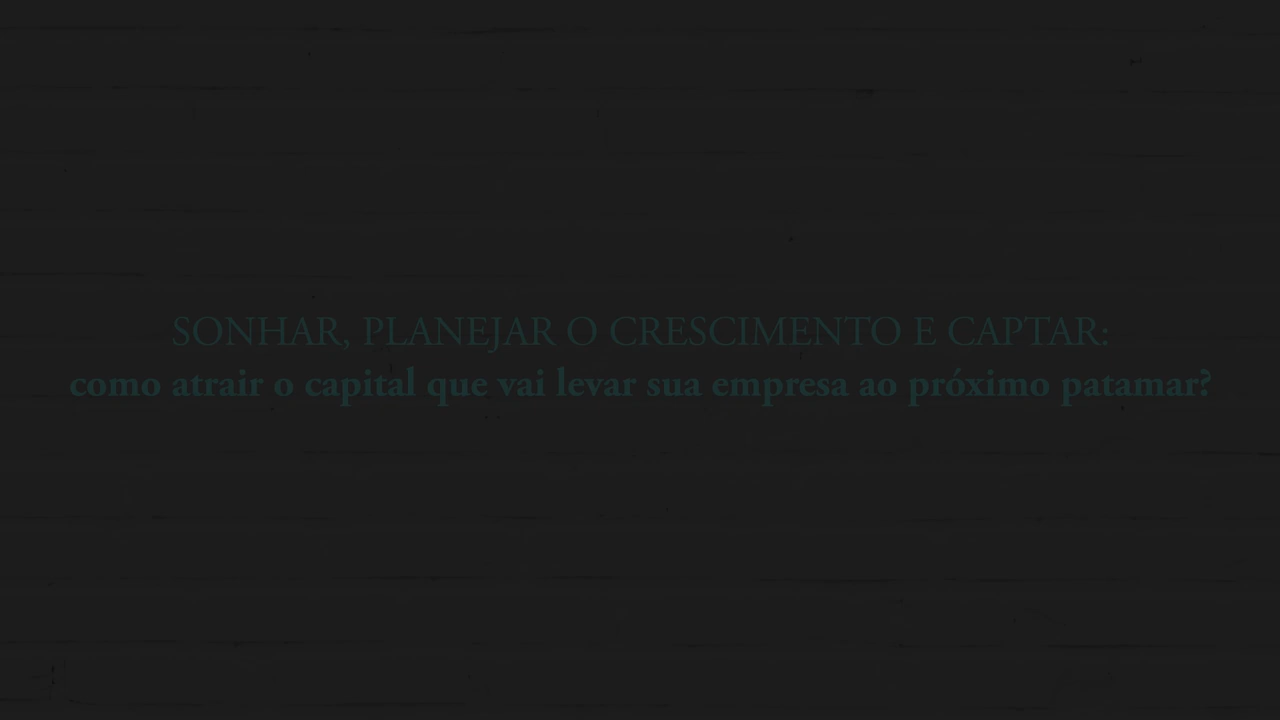 SONHAR, PLANEJAR O CRESCIMENTO E CAPTAR:
como atrair o capital que vai levar sua empresa ao próximo patamar?